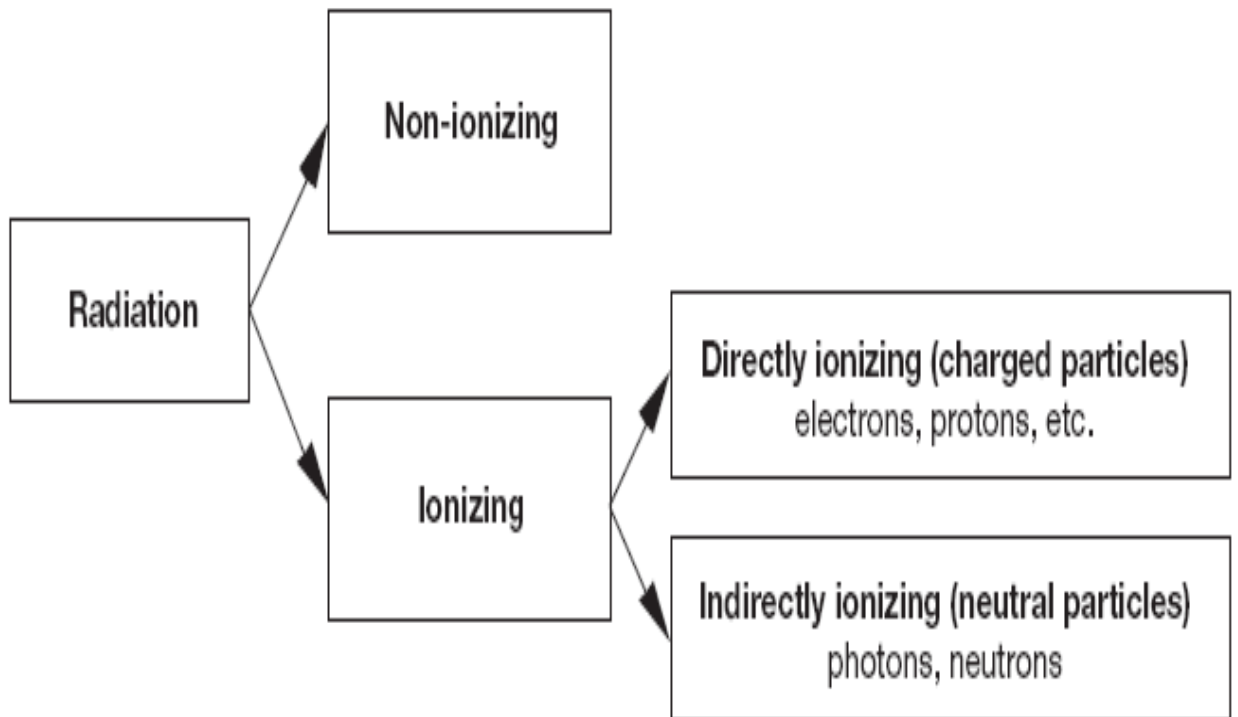 Non-ionizing
Radiation
Directly ionizing (charged particles)
electrons, protons, etc.
Ionizing
Indirectly ionizing (neutral particles)
photons, neutrons